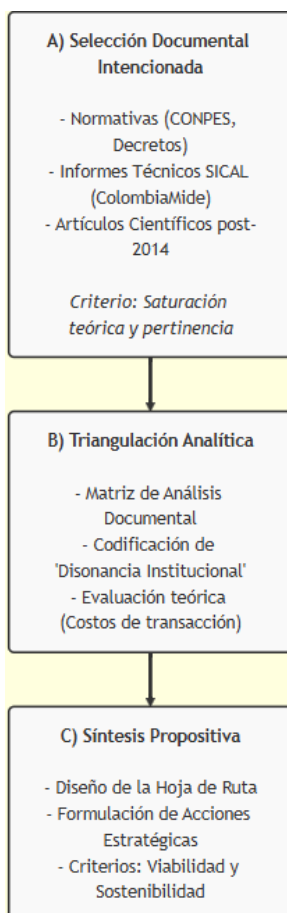 A) Selección Documental
Intencionada
- Normativas (CONPES,
Decretos)
- Informes Técnicos SICAL
(ColombiaMide)
- Artículos Científicos post-
2014
Criterio: Saturación
teórica y pertinencia
B) Triangulación Analítica
- Matriz de Análisis
Documental
- Codificación de
'Disonancia Institucional'
- Evaluación teórica
(Costos de transacción)
C) Síntesis Propositiva
- Diseño de la Hoja de Ruta
- Formulación de Acciones
Estratégicas
- Criterios: Viabilidad y
Sostenibilidad